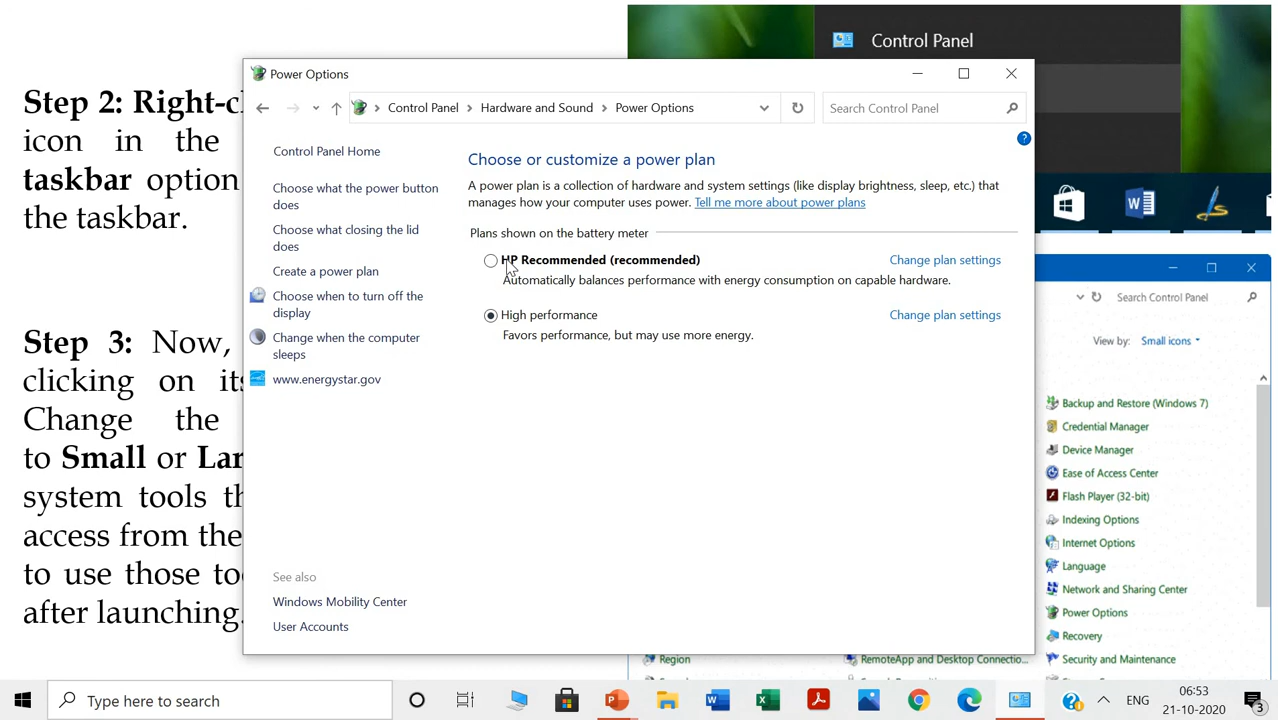 Control Panel
Step 2: Right-cl
icon in the
taskbar option
the taskbar.
Step 3: Now,
clicking on its
Change the
to Small or Lar
system tools th
access from the
to use those too
after launching.
Power Options
Control Panel > Hardware and Sound > Power Options
Search Control Panel
Control Panel Home
Choose what the power button
does
Choose what closing the lid
does
Create a power plan
Choose when to turn off the
display
Change when the computer
sleeps
www.energystar.gov
See also
Windows Mobility Center
User Accounts
Choose or customize a power plan
A power plan is a collection of hardware and system settings (like display brightness, sleep, etc.) that
manages how your computer uses power. Tell me more about power plans
Plans shown on the battery meter
HP Recommended (recommended)
Change plan settings
Automatically balances performance with energy consumption on capable hardware.
High performance
Change plan settings
Favors performance, but may use more energy.
Search Control Panel
View by: Small icons
Backup and Restore (Windows 7)
Credential Manager
Device Manager
Ease of Access Center
Flash Player (32-bit)
Indexing Options
Internet Options
Language
Network and Sharing Center
Power Options
Recovery
Security and Maintenance
Region
RemoteApp and Desktop Connectio...
Type here to search
ENG
06:53
21-10-2020
3